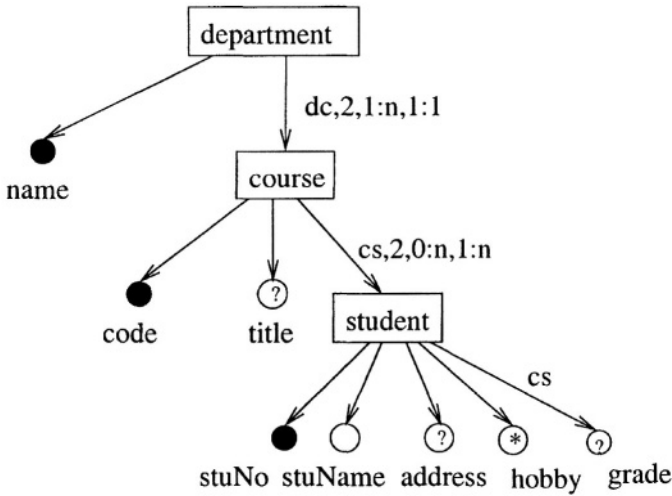 department
dc,2,1:n,1:1
name
course
cs,2,0:n,1:n
code
?
title
student
cs
?
*
?
stuNo stuName address hobby grade